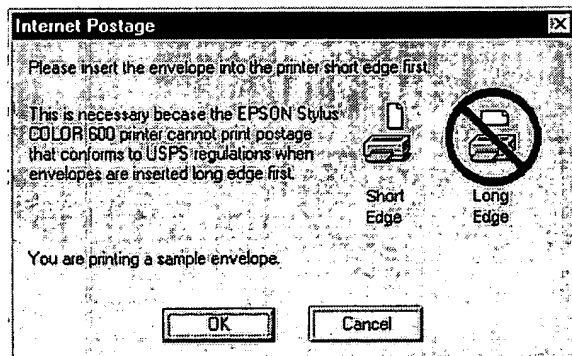 Internet Postage
Please insert the envelope into the printer short edge first.
This is necessary becase the EPSON Stylus
COLOR 600 printer cannot print postage
that conforms to USPS regulations when
envelopes are inserted long edge first.
Short
Edge
Long
Edge
You are printing a sample envelope.
OK
Cancel